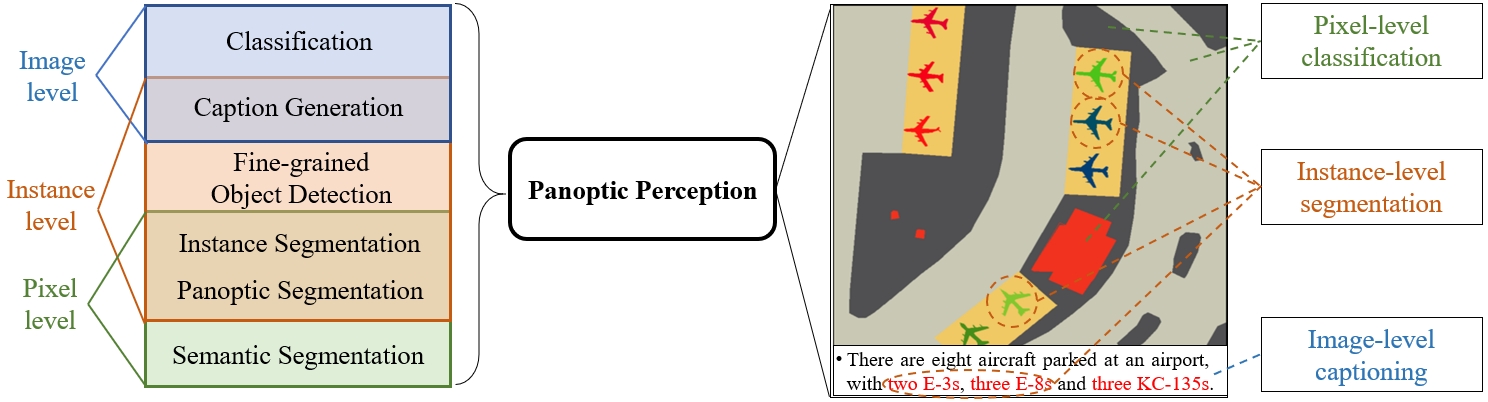 Image
level
Instance
level
Pixel
level
Classification
Caption Generation
Fine-grained
Object Detection
Instance Segmentation
Panoptic Segmentation
Semantic Segmentation
Panoptic Perception
• There are eight aircraft parked at an airport,
with two E-3s, three E-8s and three KC-135s.
Pixel-level
classification
Instance-level
segmentation
Image-level
captioning